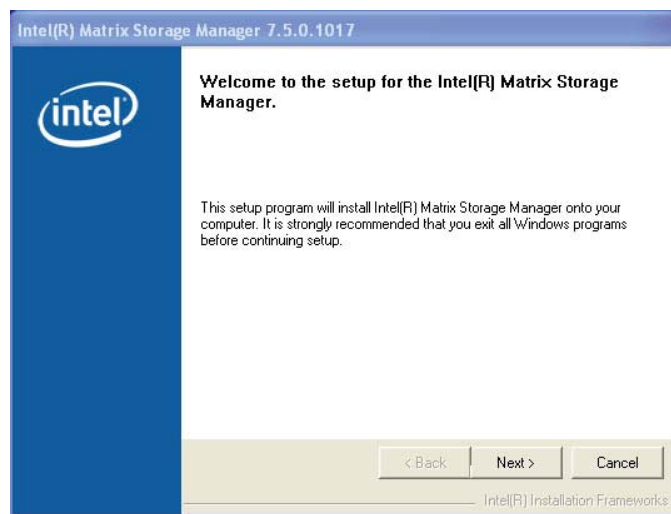 Intel(R) Matrix Storage Manager 7.5.0.1017
intel
Welcome to the setup for the Intel(R) Matrix Storage
Manager.
This setup program will install Intel(R) Matrix Storage Manager onto your
computer. It is strongly recommended that you exit all Windows programs
before continuing setup.
< Back
Next >
Cancel
Intel(R) Installation Frameworks